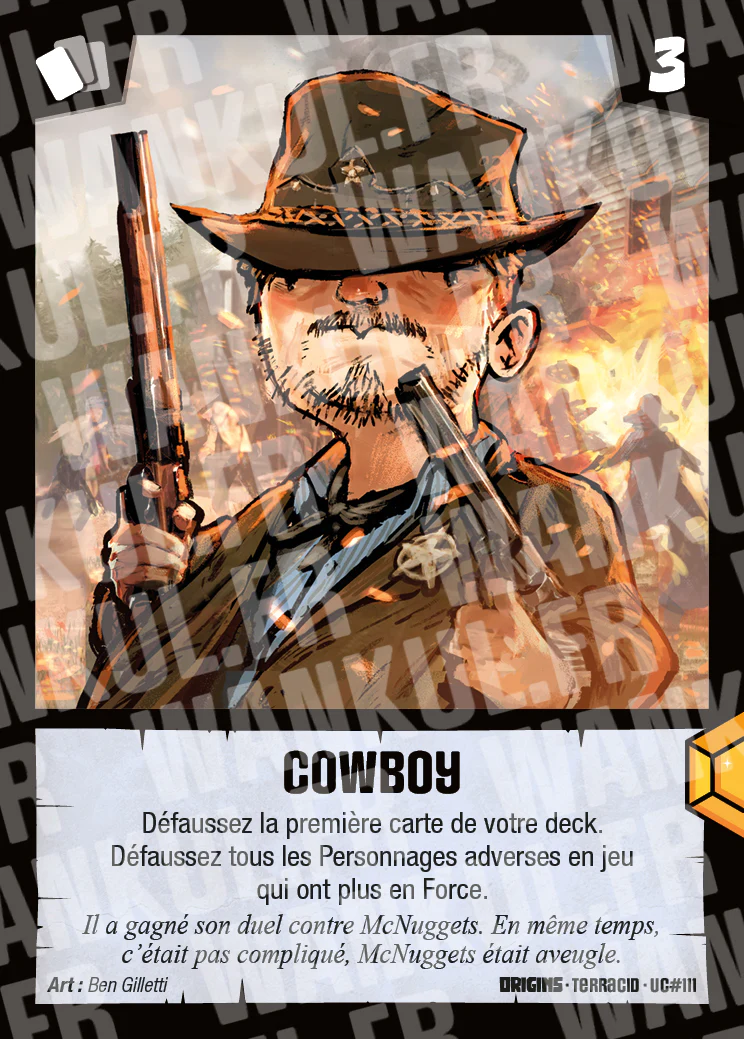 3
COWBOY
Défaussez la première carte de votre deck.
Défaussez tous les Personnages adverses en jeu
qui ont plus en Force.
Il a gagné son duel contre McNuggets. En même temps,
c’était pas compliqué, McNuggets était aveugle.
Art : Ben Gilletti
ORIGINS · TERRACID · UC#111
WANKUL.FR